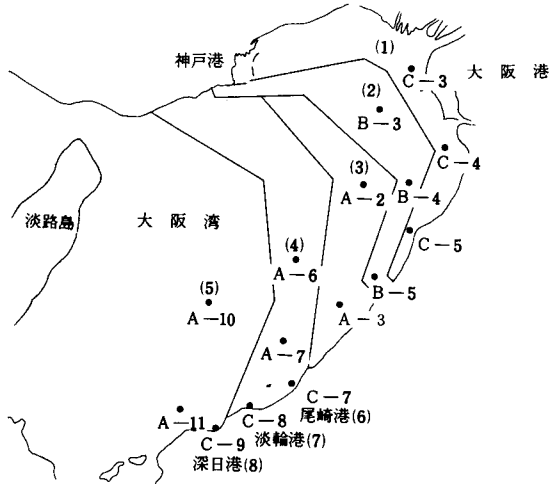 (1)
神戸港
C－3
大阪港
(2)
B－3
C－4
(3)
A－2
B－4
淡路島
大阪湾
C－5
(4)
A－6
(5)
B－5
A－10
A－3
A－7
C－7
尾崎港(6)
A－11
C－8
淡輪港(7)
C－9
深日港(8)